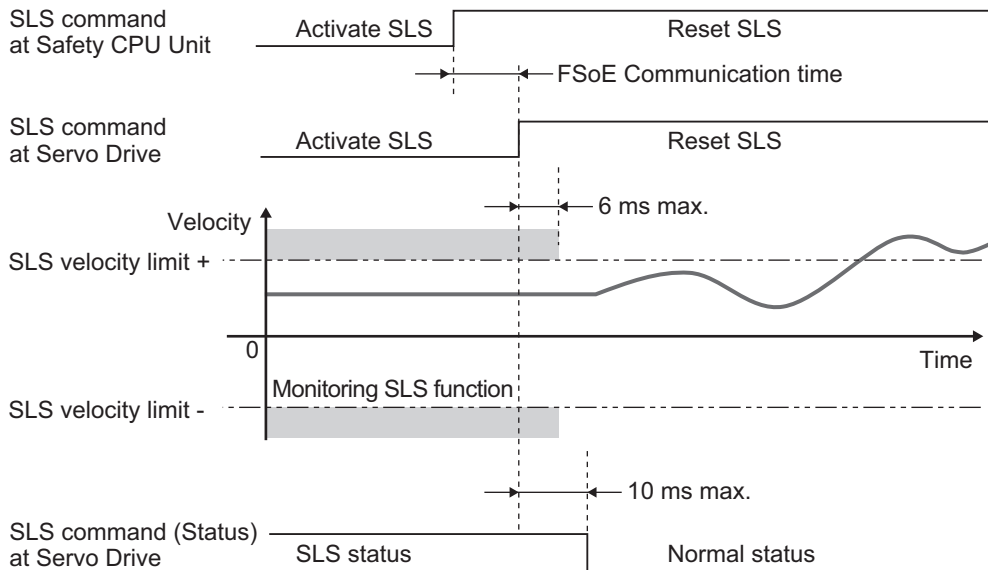 SLS command
at Safety CPU Unit
Activate SLS
Reset SLS
FSoE Communication time
SLS command
at Servo Drive
Activate SLS
Reset SLS
6 ms max.
Velocity
SLS velocity limit +
0
Time
Monitoring SLS function
SLS velocity limit -
10 ms max.
SLS command (Status)
at Servo Drive
SLS status
Normal status